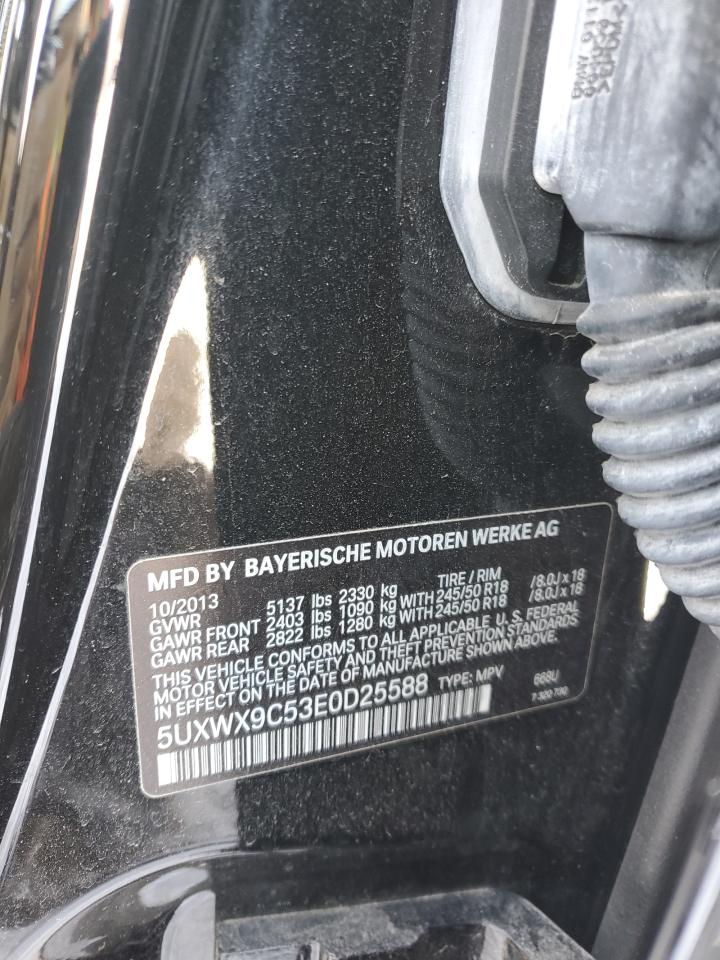 MFD BY BAYERISCHE MOTOREN WERKE AG
10/2013 TIRE / RIM
GVWR 5137 lbs 2330 kg
GAWR FRONT 2403 lbs 1090 kg WITH 245/50 R18 /8.0J x 18
GAWR REAR 2822 lbs 1280 kg WITH 245/50 R18 /8.0J x 18
THIS VEHICLE CONFORMS TO ALL APPLICABLE U. S. FEDERAL
MOTOR VEHICLE SAFETY AND THEFT PREVENTION STANDARDS
IN EFFECT ON THE DATE OF MANUFACTURE SHOWN ABOVE.
5UXWX9C53E0D25588 TYPE: MPV 668U
7 320 730